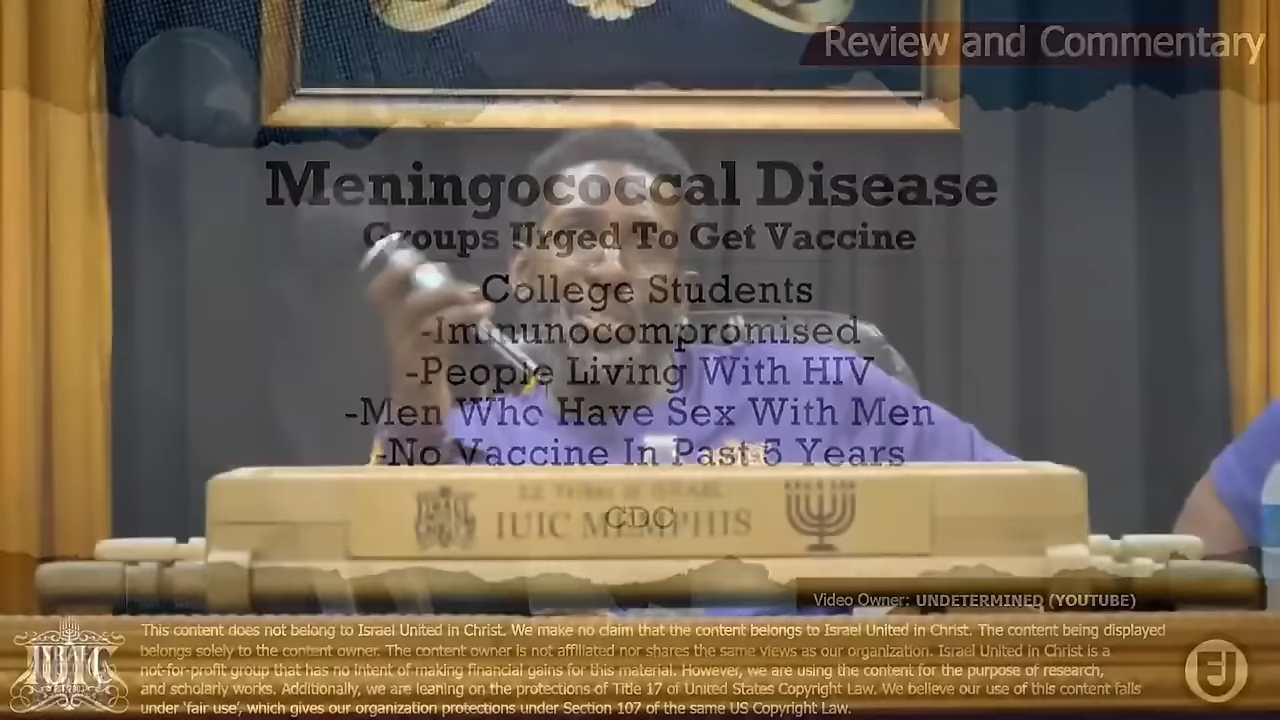 Review and Commentary
Meningococcal Disease
Groups Urged To Get Vaccine
College Students
-Immunocompromised
-People Living With HIV
-Men Who Have Sex With Men
-No Vaccine In Past 5 Years
12 Tribes of ISRAEL
IUIC MEMPHIS
CDC
Video Owner: UNDETERMINED (YOUTUBE)
This content does not belong to Israel United in Christ. We make no claim that the content belongs to Israel United in Christ. The content being displayed
belongs solely to the content owner. The content owner is not affiliated nor shares the same views as our organization. Israel United in Christ is a
not-for-profit group that has no intent of making financial gains for this material. However, we are using the content for the purpose of research,
and scholarly works. Additionally, we are leaning on the protections of Title 17 of United States Copyright Law. We believe our use of this content falls
under 'fair use', which gives our organization protections under Section 107 of the same US Copyright Law.
IUIC
EST 2003